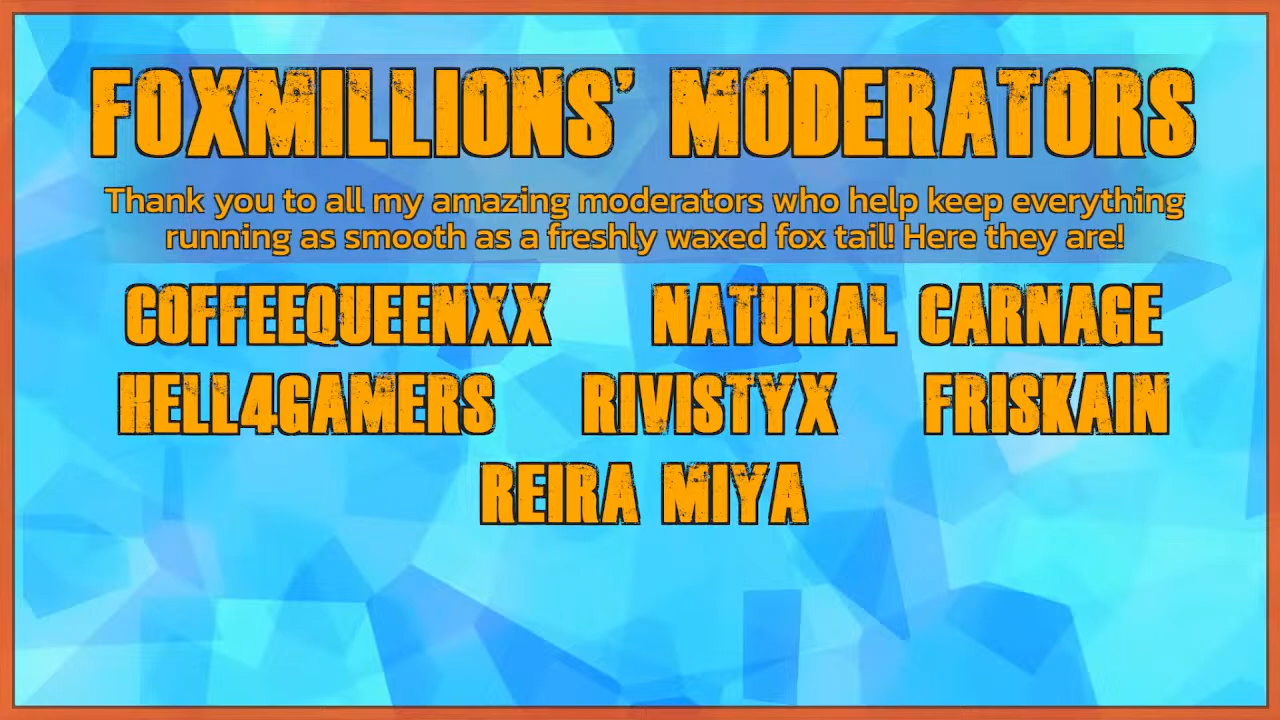 FOXMILLIONS' MODERATORS
Thank you to all my amazing moderators who help keep everything
running as smooth as a freshly waxed fox tail! Here they are!
COFFEEQUEENXX NATURAL CARNAGE
HELL4GAMERS RIVISTYX FRISKAIN
REIRA MIYA